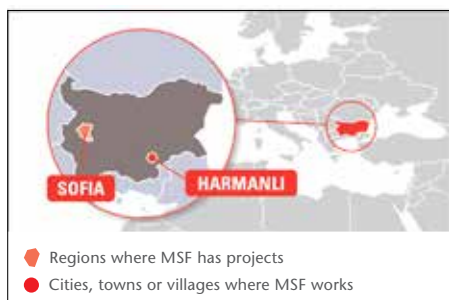 SOFIA
HARMANLI
Regions where MSF has projects
Cities, towns or villages where MSF works